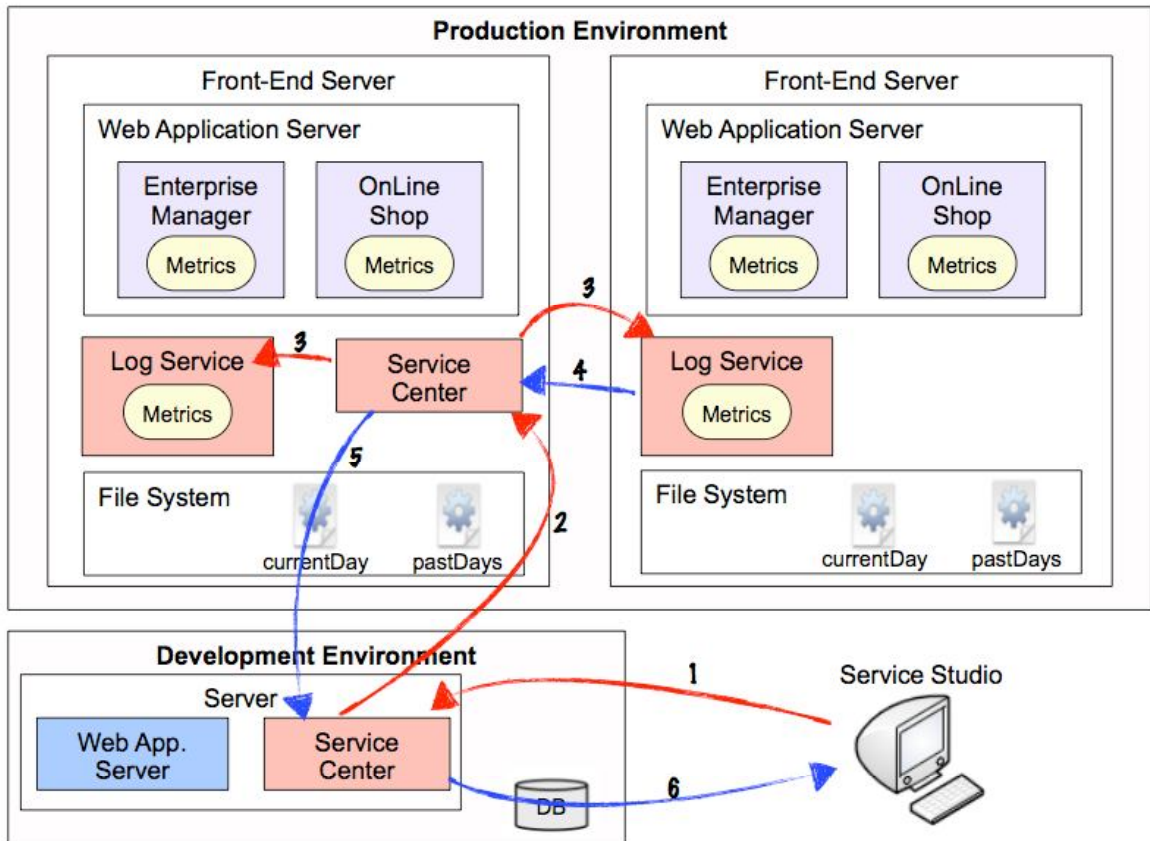 Production Environment
Front-End Server
Web Application Server
Enterprise
Manager
Metrics
OnLine
Shop
Metrics
Log Service
Metrics
3
Service
Center
File System
currentDay
pastDays
Front-End Server
Web Application Server
Enterprise
Manager
Metrics
OnLine
Shop
Metrics
3
4
Log Service
Metrics
File System
currentDay
pastDays
5
2
Development Environment
Server
Web App.
Server
Service
Center
DB
1
6
Service Studio